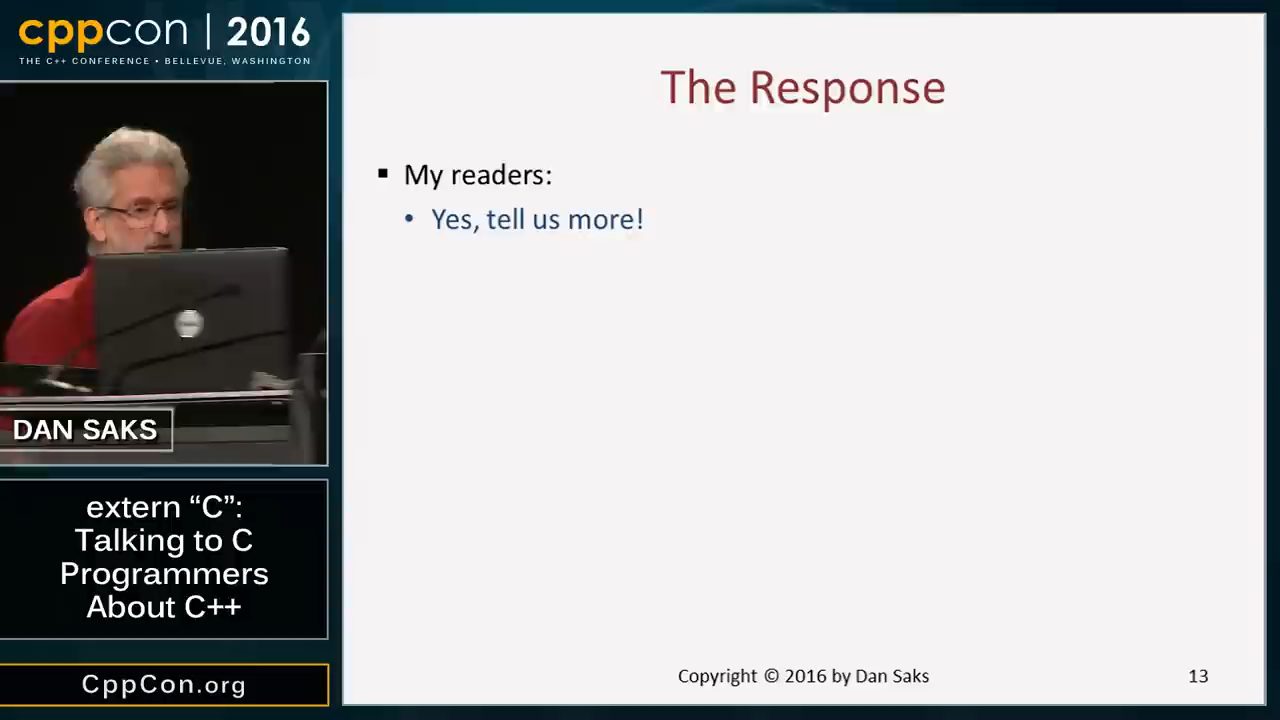 cppcon | 2016
THE C++ CONFERENCE • BELLEVUE, WASHINGTON
DAN SAKS
extern “C”:
Talking to C
Programmers
About C++
CppCon.org
The Response
▪ My readers:
• Yes, tell us more!
Copyright © 2016 by Dan Saks
13